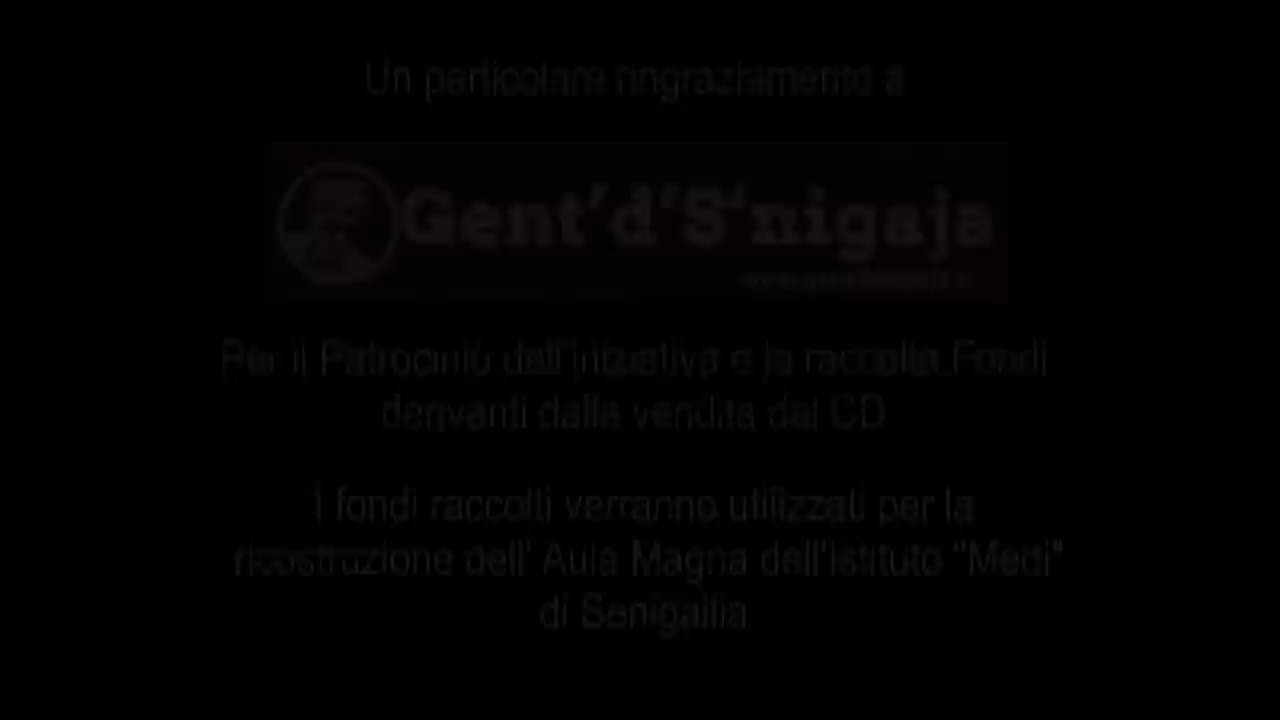 Un particolare ringraziamento a
Gent'd'S'nigaja
Per il Patrocinio dell'iniziativa e la raccolta Fondi
derivanti dalla vendita del CD
I fondi raccolti verranno utilizzati per la
ricostruzione dell' Aula Magna dell'Istituto "Medi"
di Senigallia